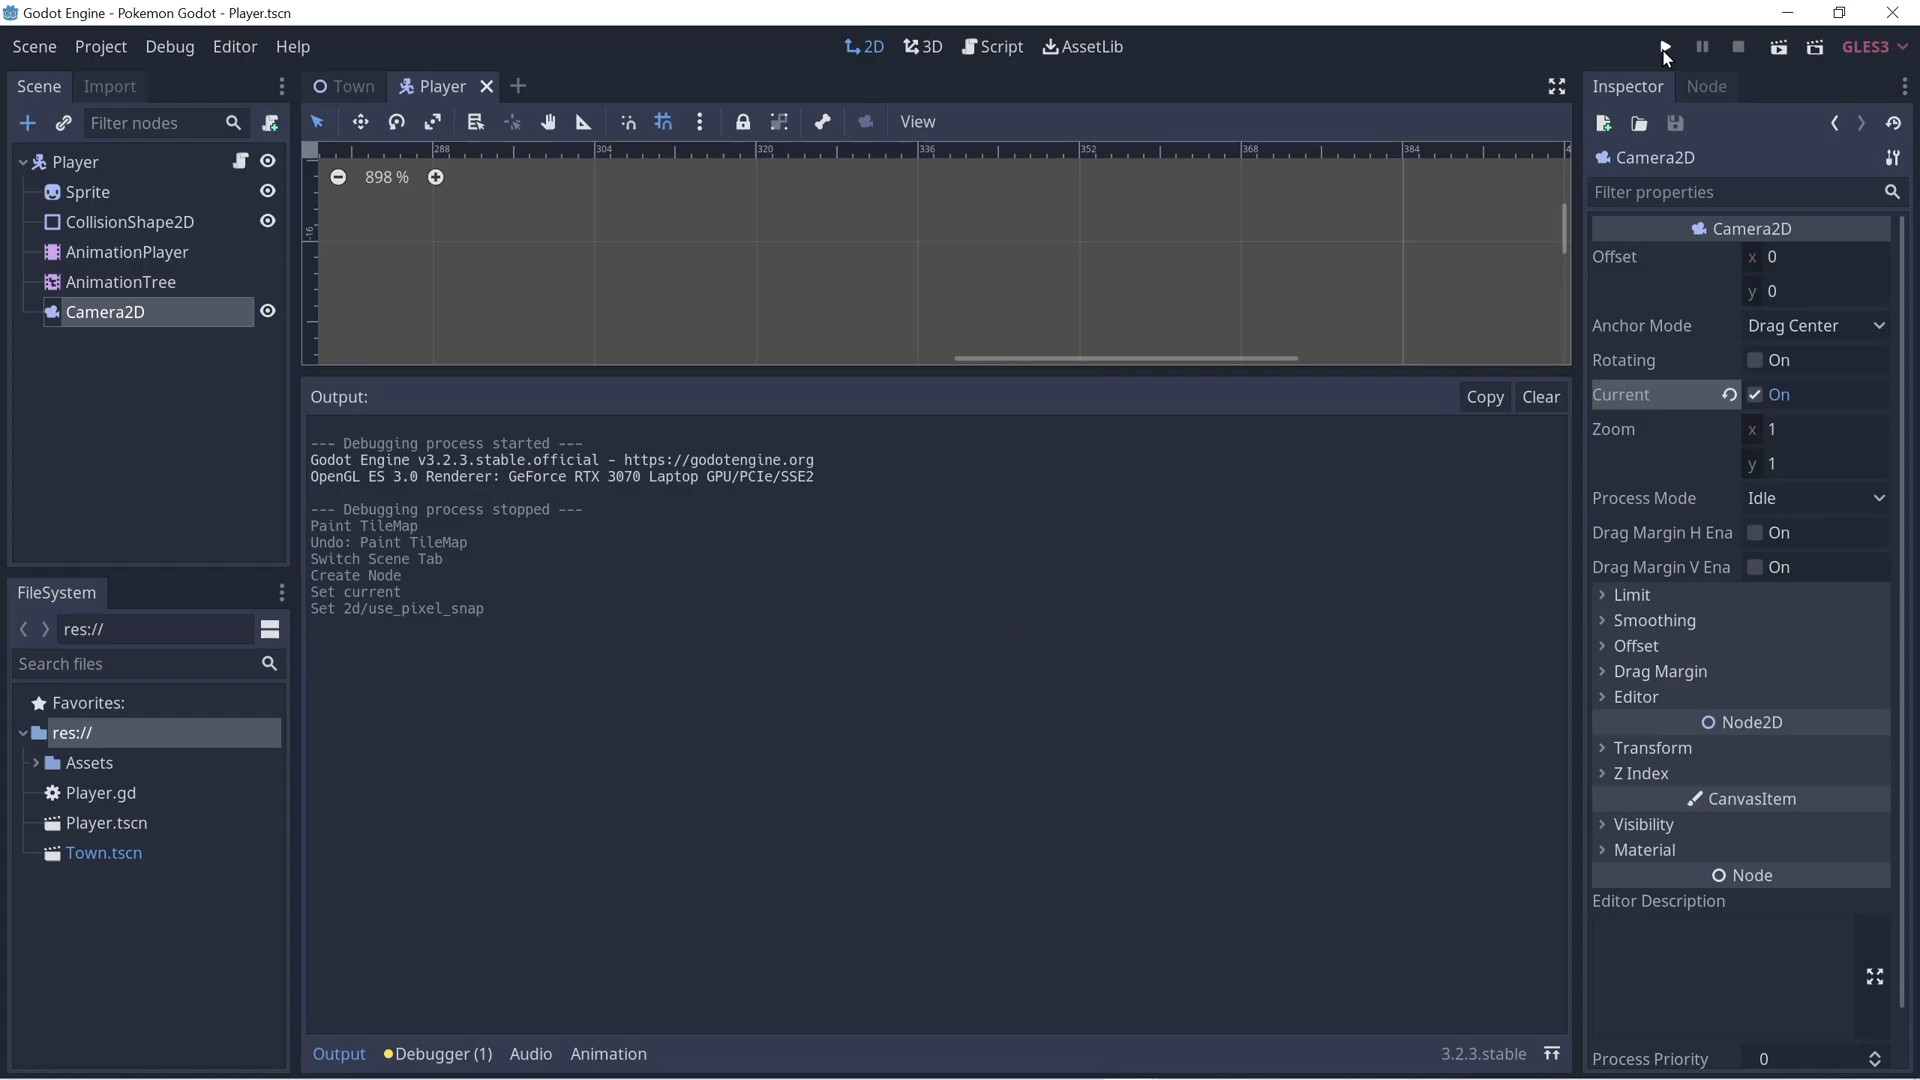 Godot Engine - Pokemon Godot - Player.tscn
Scene Project Debug Editor Help
2D 3D Script AssetLib
GLES3
Scene Import
Town Player
Inspector Node
Filter nodes
View
Camera2D
Filter properties
288 304 320 336 352 368 384 4
-16
898 %
Player
Sprite
CollisionShape2D
AnimationPlayer
AnimationTree
Camera2D
Output:
Copy Clear
--- Debugging process started ---
Godot Engine v3.2.3.stable.official - https://godotengine.org
OpenGL ES 3.0 Renderer: GeForce RTX 3070 Laptop GPU/PCIe/SSE2
--- Debugging process stopped ---
Paint TileMap
Undo: Paint TileMap
Switch Scene Tab
Create Node
Set current
Set 2d/use_pixel_snap
FileSystem
res://
Search files
Favorites:
res://
Assets
Player.gd
Player.tscn
Town.tscn
Output Debugger (1) Audio Animation
3.2.3.stable
Camera2D
Offset x 0
y 0
Anchor Mode Drag Center
Rotating On
Current On
Zoom x 1
y 1
Process Mode Idle
Drag Margin H Ena On
Drag Margin V Ena On
Limit
Smoothing
Offset
Drag Margin
Editor
Node2D
Transform
Z Index
CanvasItem
Visibility
Material
Node
Editor Description
Process Priority 0